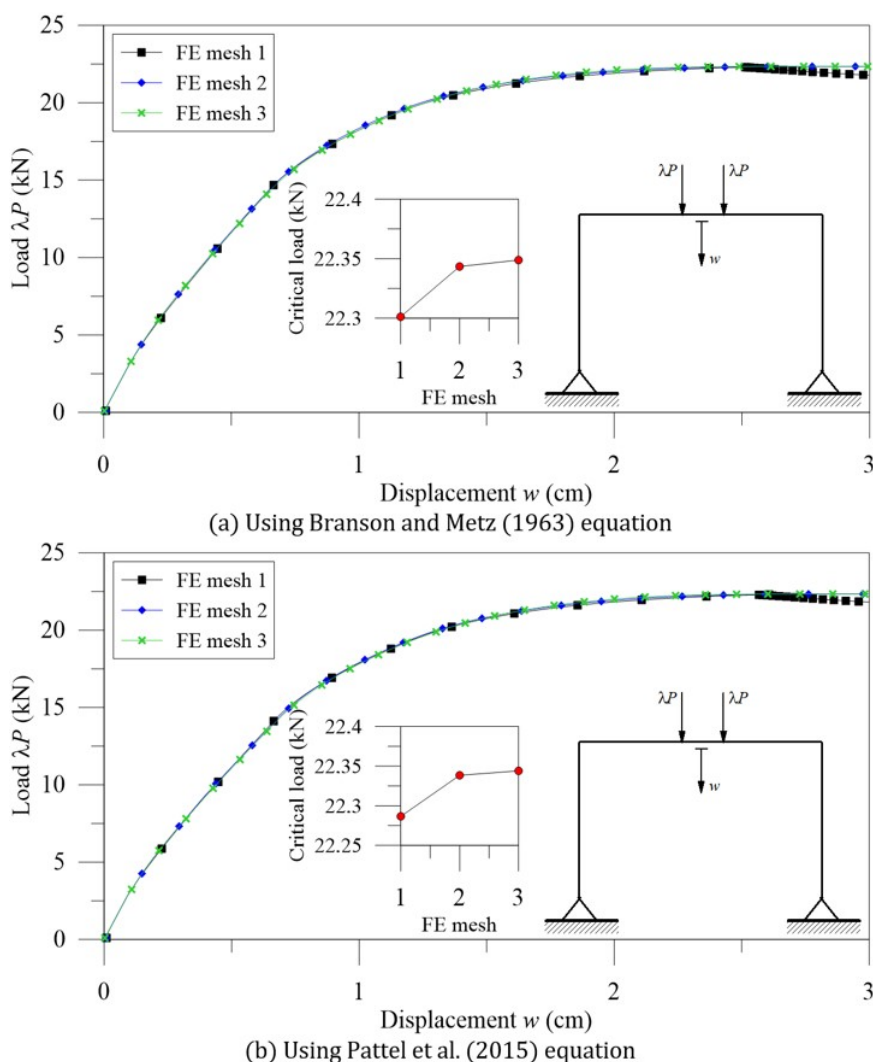 25
20
15
10
5
0
Load λP (kN)
FE mesh 1
FE mesh 2
FE mesh 3
22.4
22.35
22.3
Critical load (kN)
1 2 3
FE mesh
λP λP
w
0 1 2 3
Displacement w (cm)
(a) Using Branson and Metz (1963) equation
25
20
15
10
5
0
Load λP (kN)
FE mesh 1
FE mesh 2
FE mesh 3
22.4
22.35
22.3
22.25
Critical load (kN)
1 2 3
FE mesh
λP λP
w
0 1 2 3
Displacement w (cm)
(b) Using Pattel et al. (2015) equation